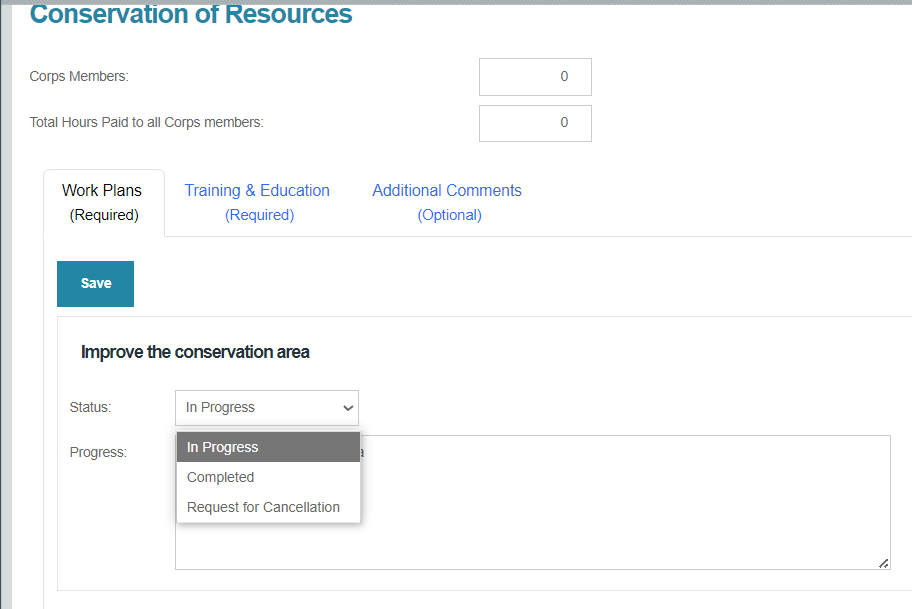 Conservation of Resources
Corps Members:
0
Total Hours Paid to all Corps members:
0
Work Plans
(Required)
Training & Education
(Required)
Additional Comments
(Optional)
Save
Improve the conservation area
Status:
In Progress
Progress:
In Progress
Completed
Request for Cancellation